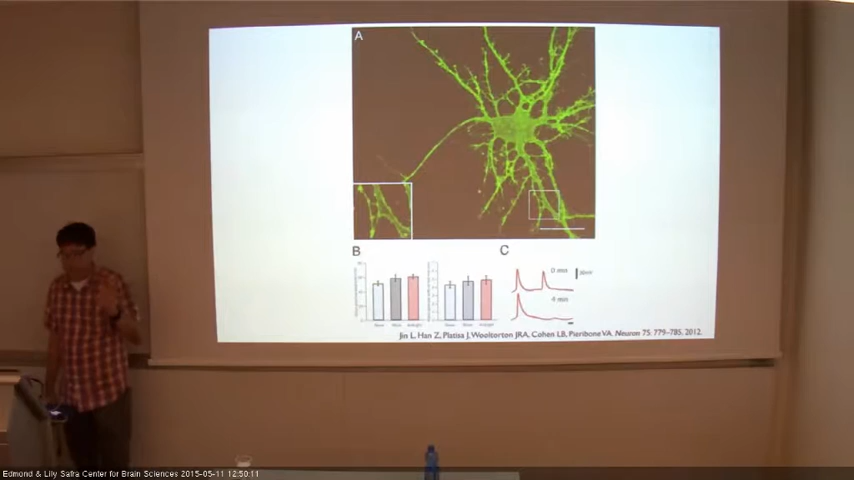 A
B
C
0 min
4 min
Jin L, Han Z, Platisa J, Wooltorton JRA, Cohen LB, Pieribone VA. Neuron 75: 779-785, 2012.
Edmond & Lily Safra Center for Brain Sciences 2015-05-11 12:50:11